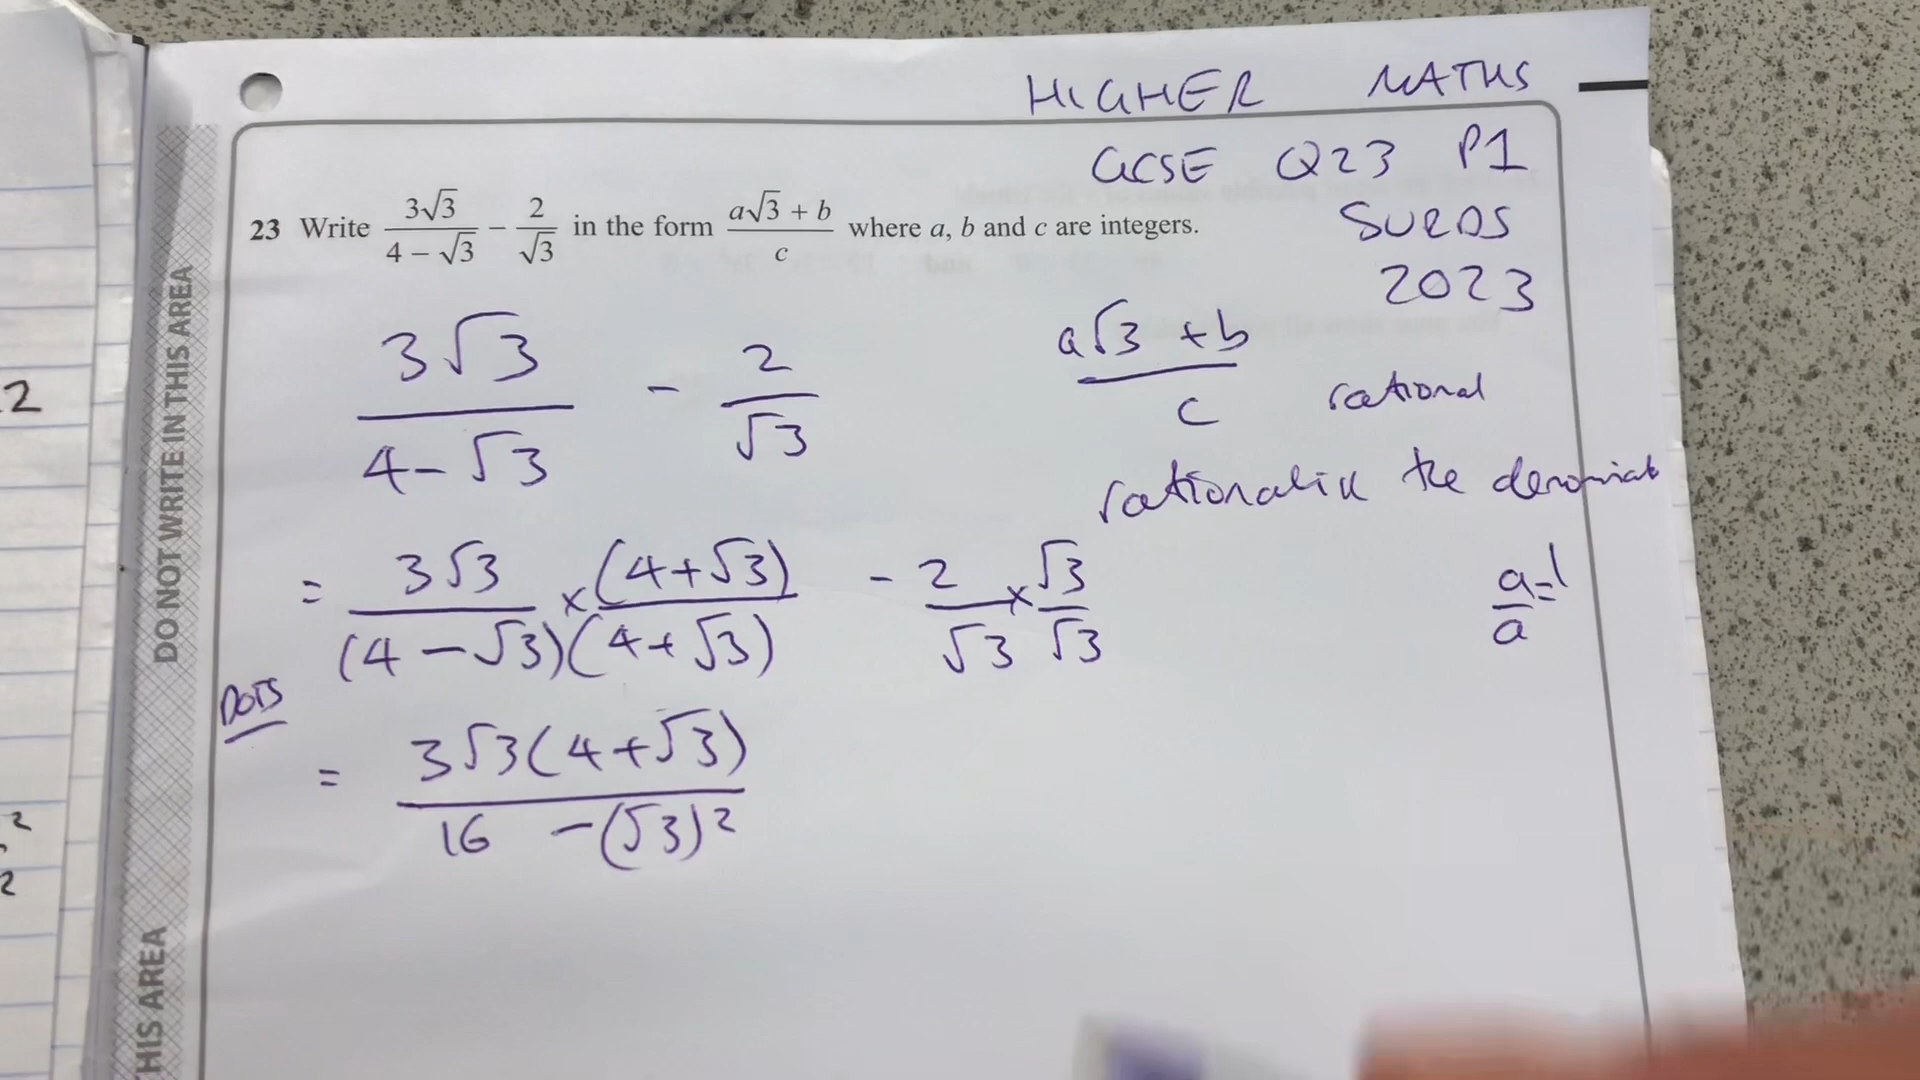 HIGHER MATHS
GCSE Q23 P1
SURDS
2023
23 Write 3√3/(4 − √3) − 2/√3 in the form (a√3 + b)/c where a, b and c are integers.
3√3/(4 − √3) − 2/√3
(a√3 + b)/c
rational
the
= 3√3/(4 − √3) × (4 + √3)/(4 + √3) − 2/√3 × √3/√3
a/a = 1
DOTS
= 3√3(4 + √3)/(16 − (√3)²)
DO NOT WRITE IN THIS AREA
THIS AREA
2
2
2